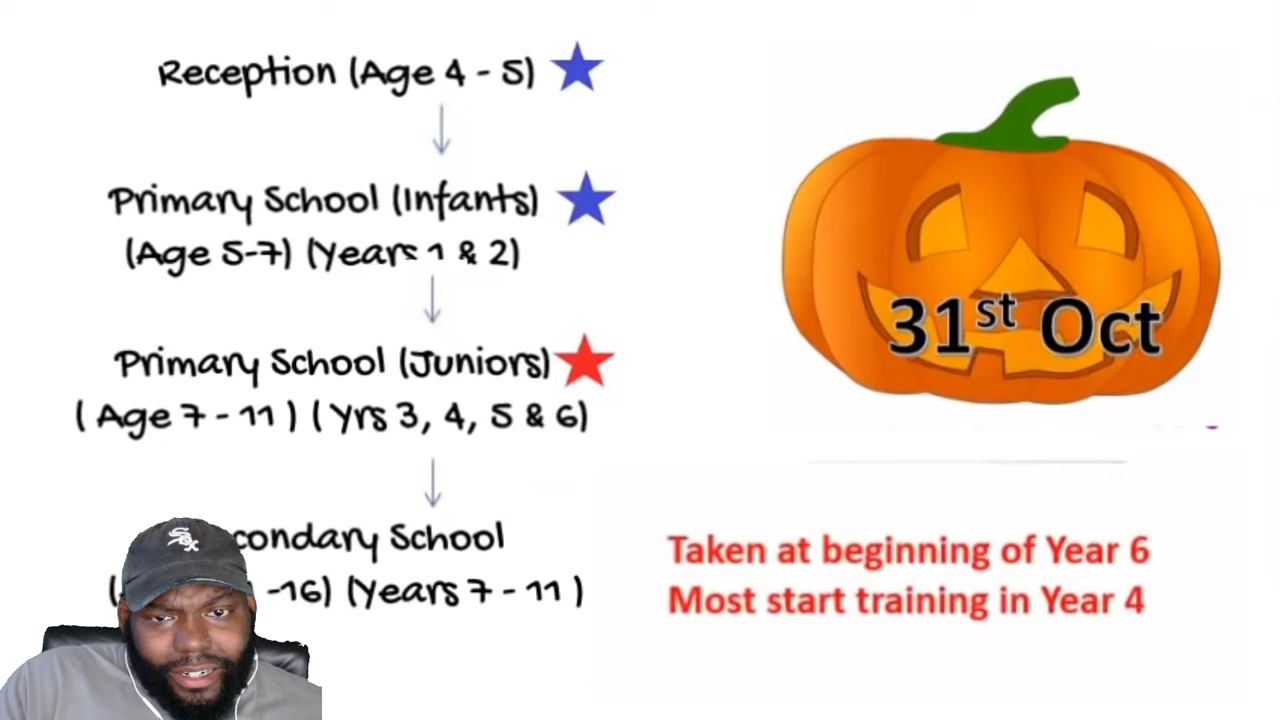 Reception (Age 4 - 5)
Primary School (Infants)
(Age 5-7) (Years 1 & 2)
Primary School (Juniors)
( Age 7 - 11 ) ( Yrs 3, 4, 5 & 6)
condary School
-16) (Years 7 - 11 )
31st Oct
Taken at beginning of Year 6
Most start training in Year 4
Sox